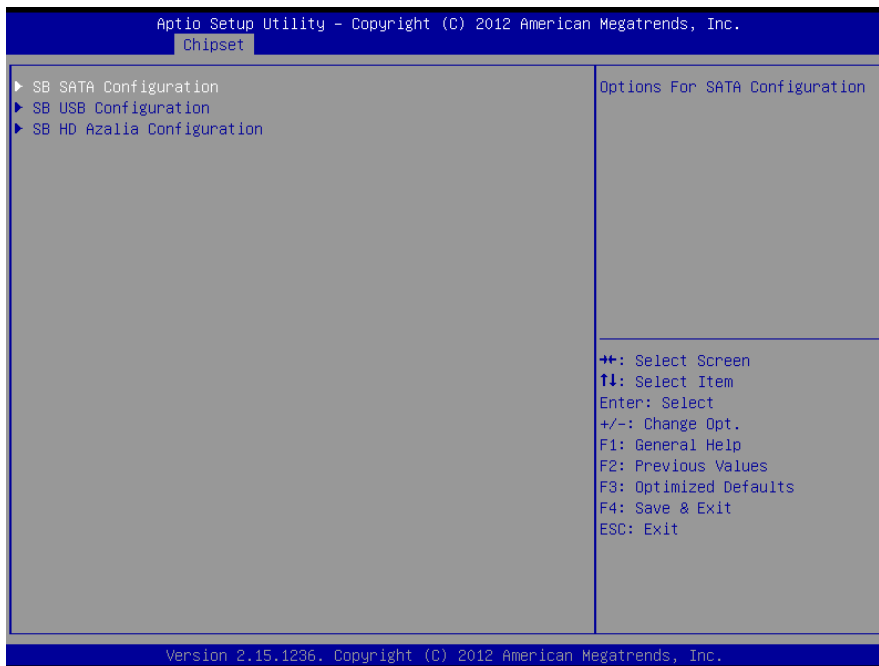 Aptio Setup Utility – Copyright (C) 2012 American Megatrends, Inc.
Chipset
▶ SB SATA Configuration
▶ SB USB Configuration
▶ SB HD Azalia Configuration
Options For SATA Configuration
→←: Select Screen
↑↓: Select Item
Enter: Select
+/-: Change Opt.
F1: General Help
F2: Previous Values
F3: Optimized Defaults
F4: Save & Exit
ESC: Exit
Version 2.15.1236. Copyright (C) 2012 American Megatrends, Inc.